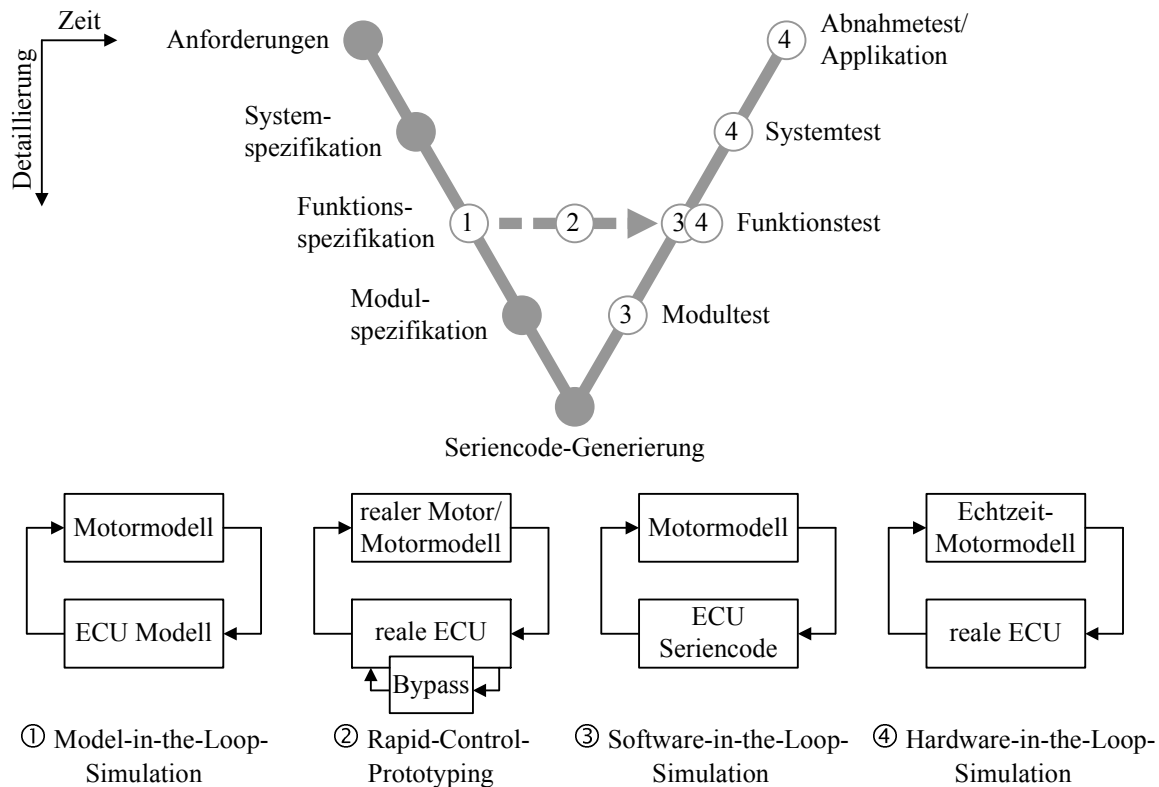 Zeit
Detaillierung
Anforderungen
System-
spezifikation
Funktions-
spezifikation
Modul-
spezifikation
1
2
3
4
3
4
4
Abnahmetest/
Applikation
Systemtest
Funktionstest
Modultest
Seriencode-Generierung
Motormodell
ECU Modell
① Model-in-the-Loop-
Simulation
realer Motor/
Motormodell
reale ECU
Bypass
② Rapid-Control-
Prototyping
Motormodell
ECU
Seriencode
③ Software-in-the-Loop-
Simulation
Echtzeit-
Motormodell
reale ECU
④ Hardware-in-the-Loop-
Simulation